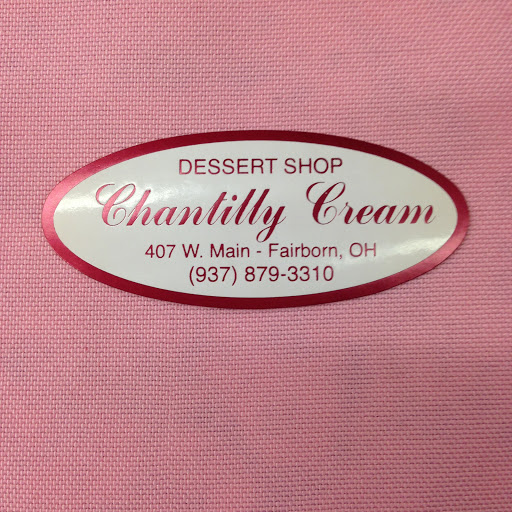 DESSERT SHOP
Chantilly Cream
407 W. Main - Fairborn, OH
(937) 879-3310